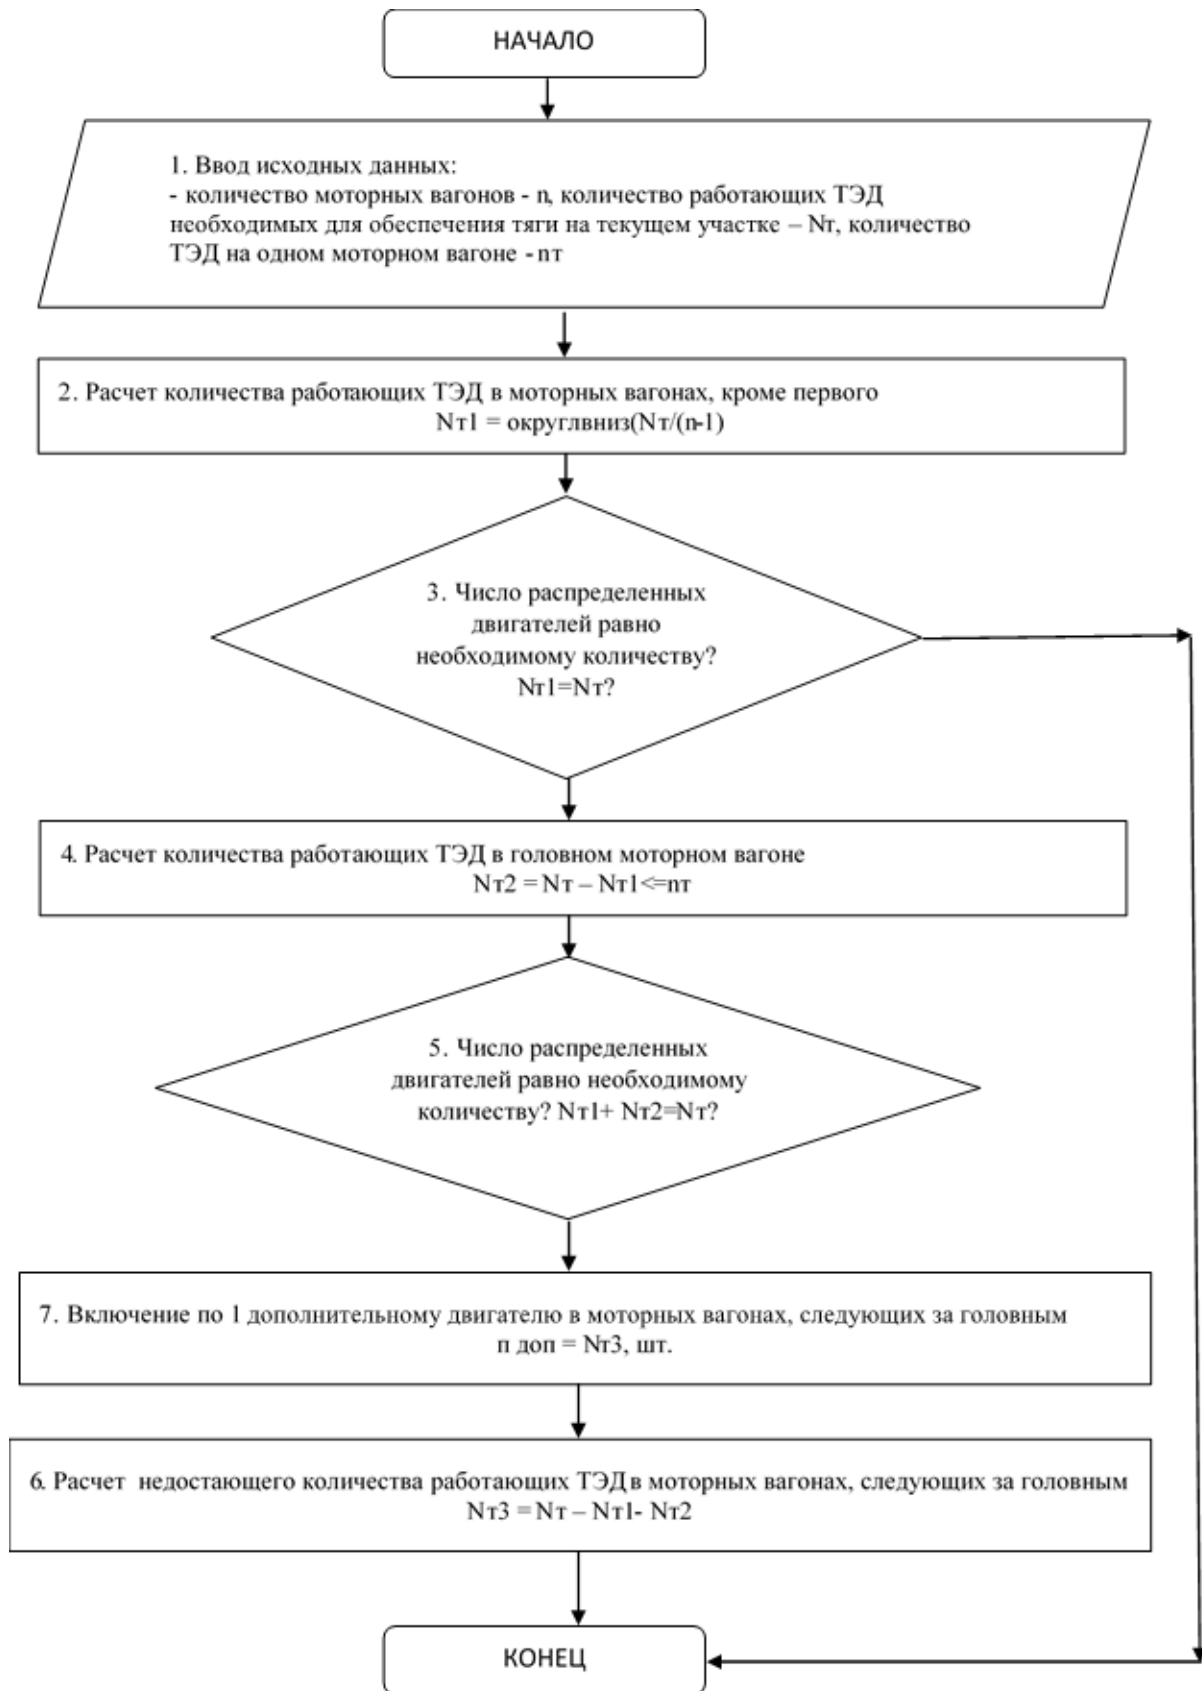 НАЧАЛО
1. Ввод исходных данных:
- количество моторных вагонов - n, количество работающих ТЭД
необходимых для обеспечения тяги на текущем участке – Nт, количество
ТЭД на одном моторном вагоне - nт
2. Расчет количества работающих ТЭД в моторных вагонах, кроме первого
Nт1 = округлвниз(Nт/(n-1)
3. Число распределенных
двигателей равно
необходимому количеству?
Nт1=Nт?
4. Расчет количества работающих ТЭД в головном моторном вагоне
Nт2 = Nт – Nт1<=nт
5. Число распределенных
двигателей равно необходимому
количеству? Nт1+ Nт2=Nт?
7. Включение по 1 дополнительному двигателю в моторных вагонах, следующих за головным
п доп = Nт3, шт.
6. Расчет недостающего количества работающих ТЭД в моторных вагонах, следующих за головным
Nт3 = Nт – Nт1- Nт2
КОНЕЦ